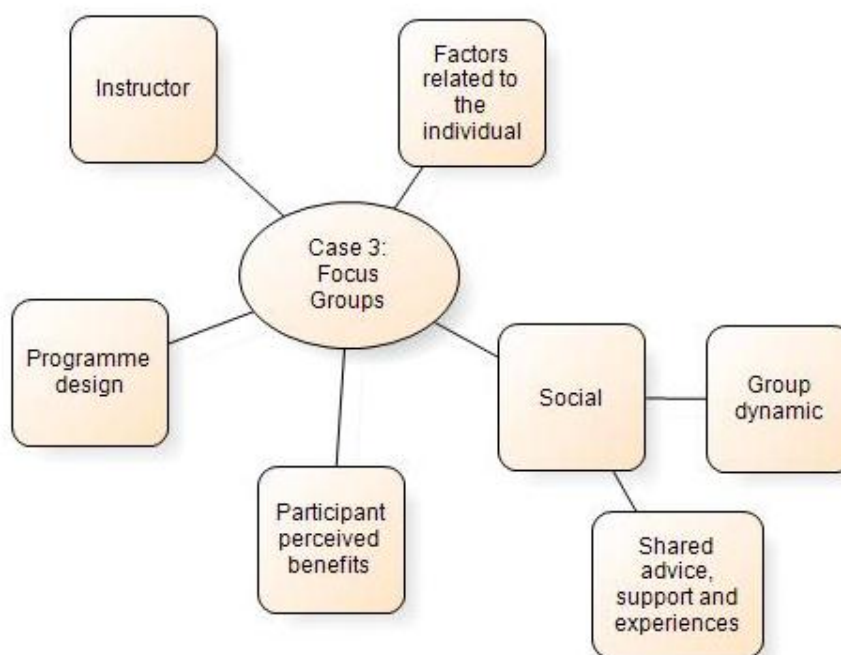 Instructor
Factors
related to
the
individual
Case 3:
Focus
Groups
Programme
design
Social
Group
dynamic
Participant
perceived
benefits
Shared
advice,
support and
experiences